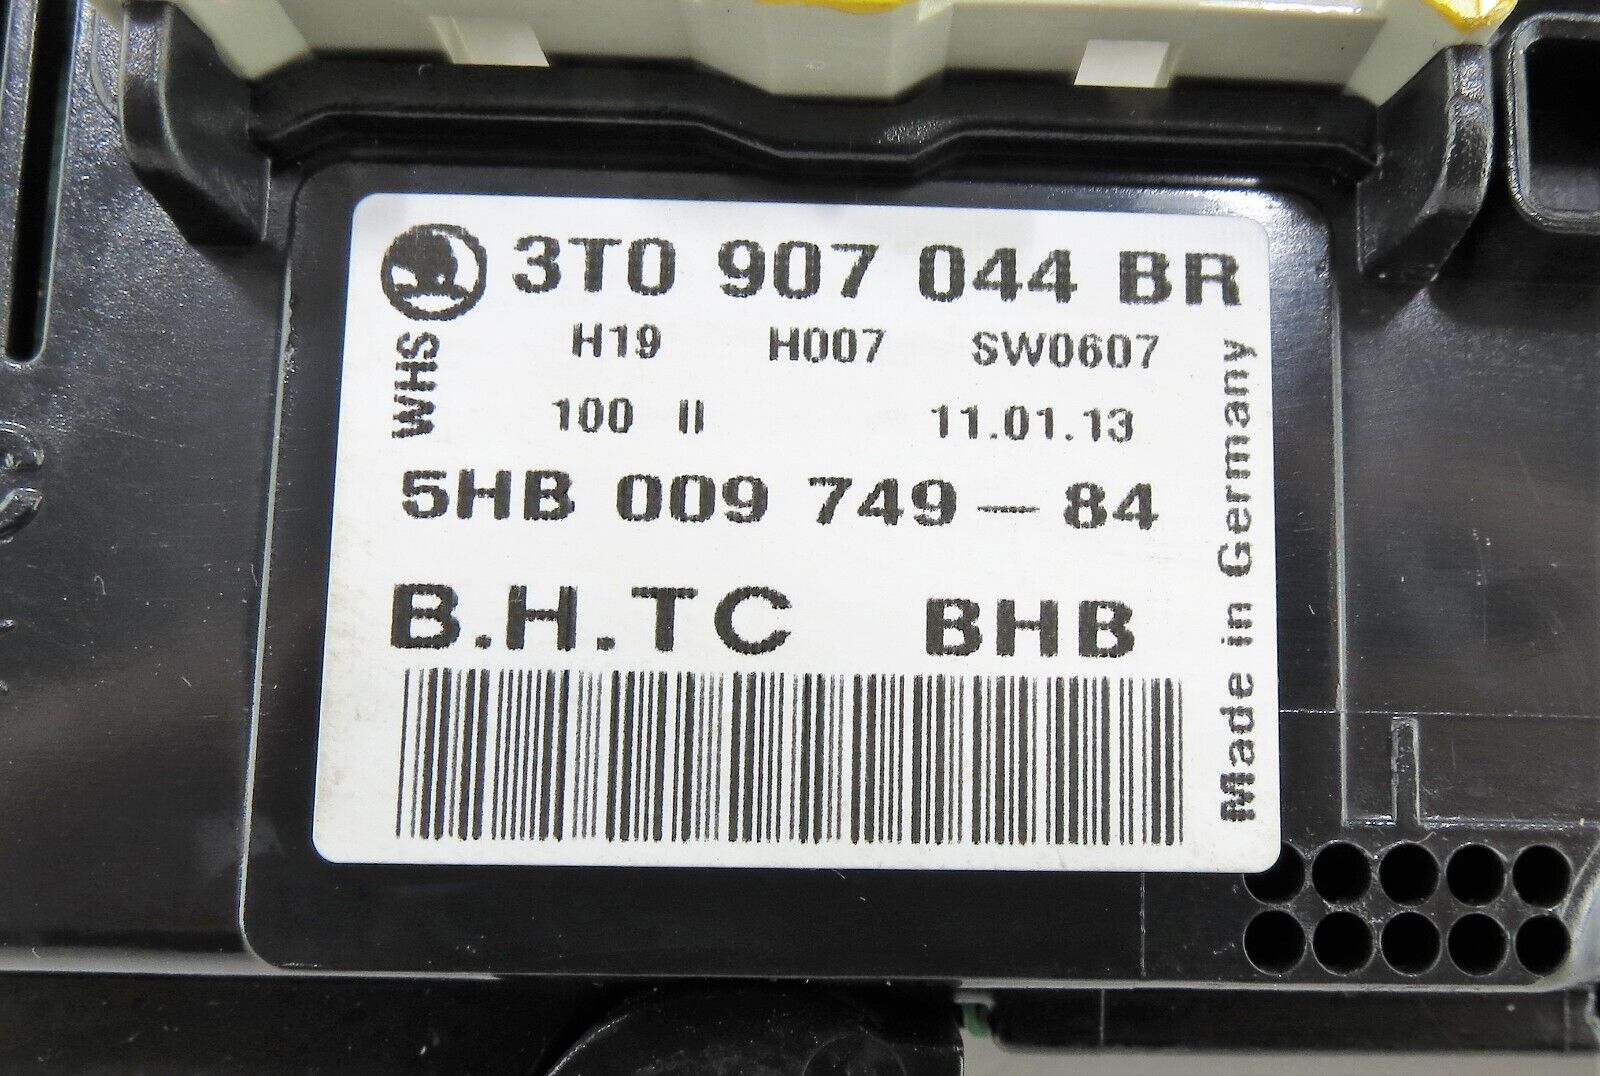 3T0 907 044 BR
WHS
H19 H007 SW0607
100 II 11.01.13
5HB 009 749-84
B.H.TC BHB
Made in Germany